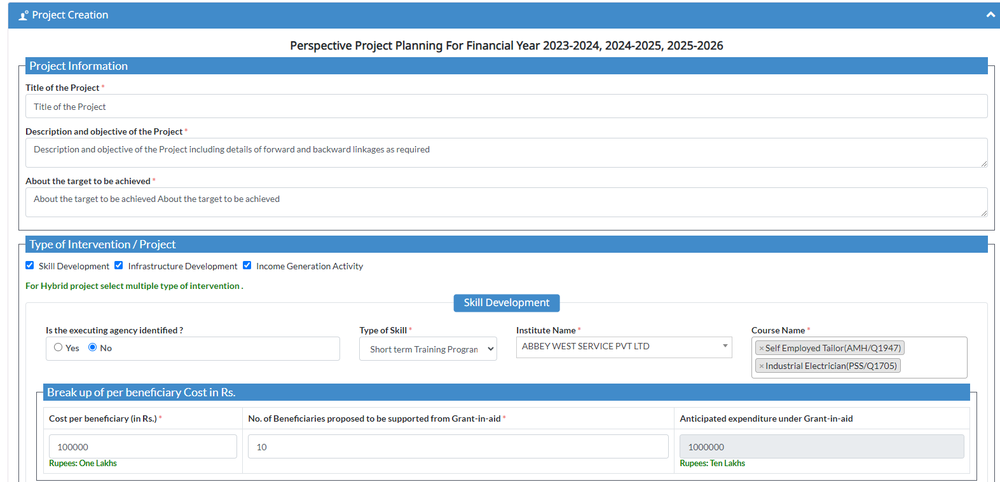 Project Creation
Perspective Project Planning For Financial Year 2023-2024, 2024-2025, 2025-2026
Project Information
Title of the Project *
Title of the Project
Description and objective of the Project *
Description and objective of the Project including details of forward and backward linkages as required
About the target to be achieved *
About the target to be achieved About the target to be achieved
Type of Intervention / Project
Skill Development Infrastructure Development Income Generation Activity
For Hybrid project select multiple type of intervention .
Skill Development
Is the executing agency identified ? Type of Skill * Institute Name * Course Name *
Yes No Short term Training Progran ABBEY WEST SERVICE PVT LTD × Self Employed Tailor(AMH/Q1947)
× Industrial Electrician(PSS/Q1705)
Break up of per beneficiary Cost in Rs.
Cost per beneficiary (in Rs.) * No. of Beneficiaries proposed to be supported from Grant-in-aid * Anticipated expenditure under Grant-in-aid
100000 10 1000000
Rupees: One Lakhs Rupees: Ten Lakhs